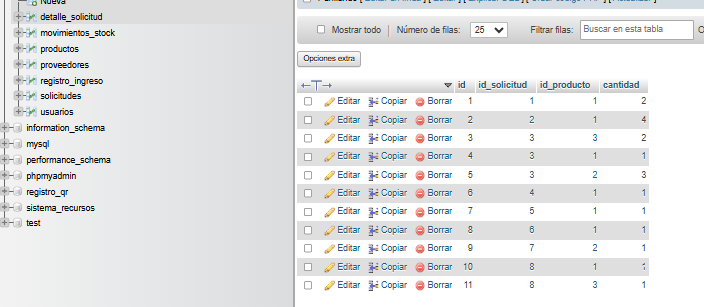 Nueva
detalle_solicitud
movimientos_stock
productos
proveedores
registro_ingreso
solicitudes
usuarios
information_schema
mysql
performance_schema
phpmyadmin
registro_qr
sistema_recursos
test
Mostrar todo Número de filas: 25 Filtrar filas: Buscar en esta tabla
Opciones extra
←T→ id id_solicitud id_producto cantidad
Editar Copiar Borrar 1 1 1 2
Editar Copiar Borrar 2 2 1 4
Editar Copiar Borrar 3 3 3 2
Editar Copiar Borrar 4 3 1 1
Editar Copiar Borrar 5 3 2 3
Editar Copiar Borrar 6 4 1 1
Editar Copiar Borrar 7 5 1 1
Editar Copiar Borrar 8 6 1 1
Editar Copiar Borrar 9 7 2 1
Editar Copiar Borrar 10 8 1 1
Editar Copiar Borrar 11 8 3 1